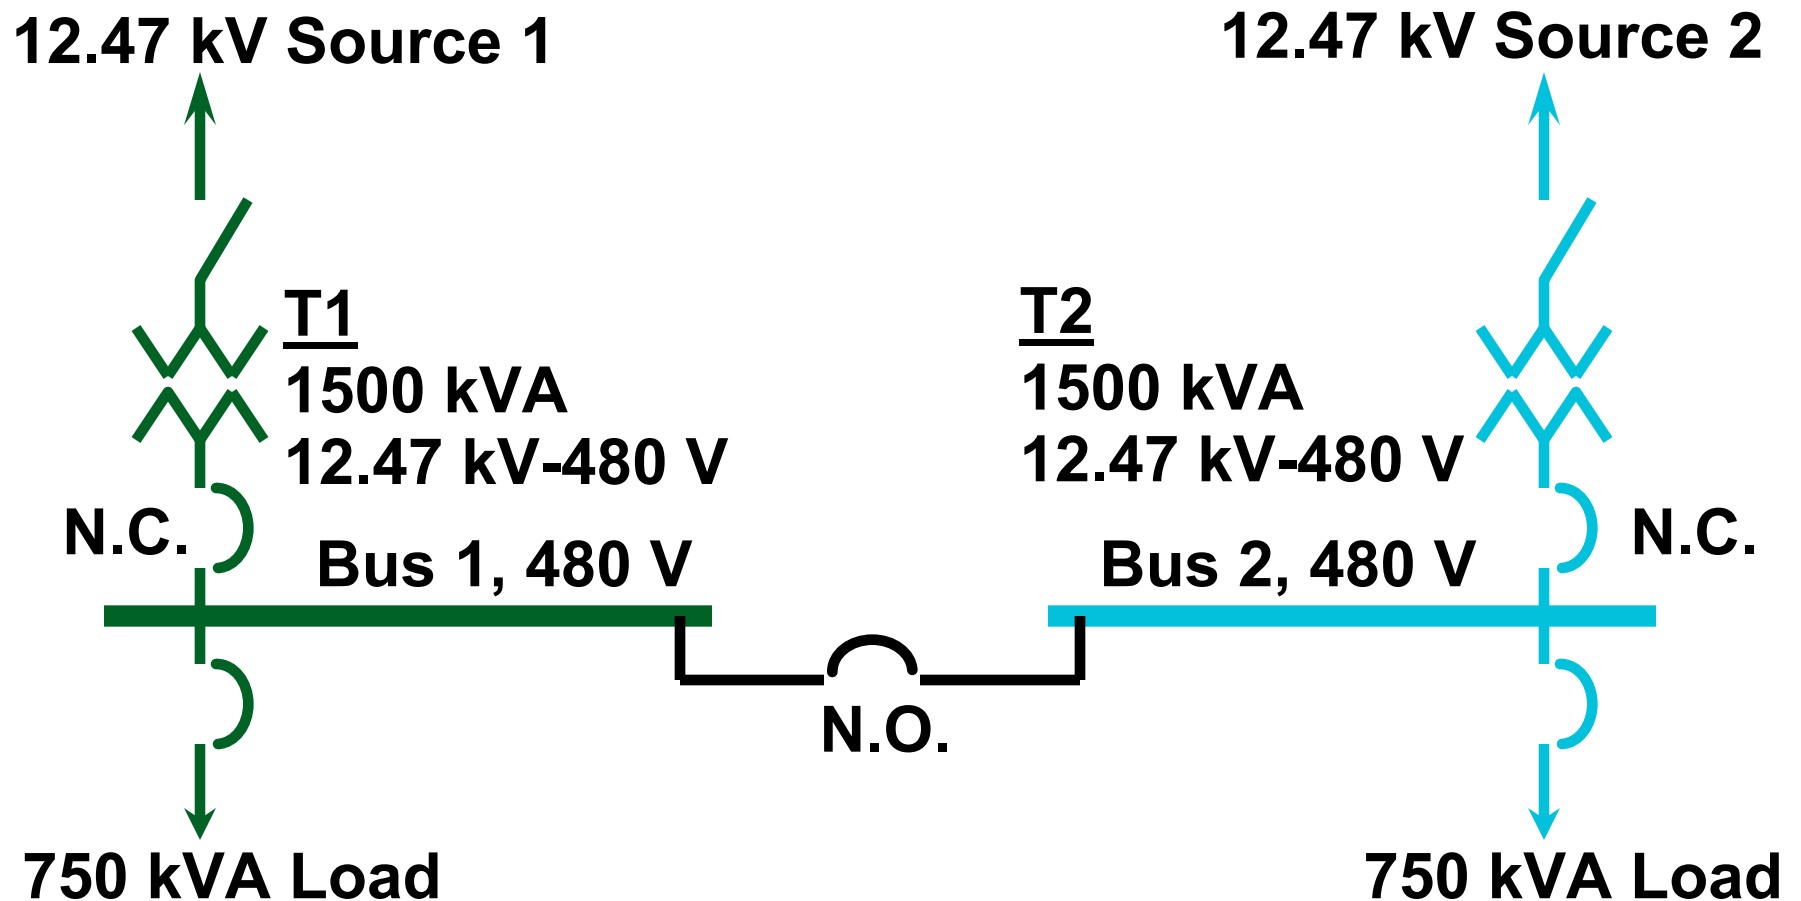 12.47 kV Source 1
12.47 kV Source 2
T1
1500 kVA
12.47 kV-480 V
T2
1500 kVA
12.47 kV-480 V
N.C.
N.C.
Bus 1, 480 V
Bus 2, 480 V
N.O.
750 kVA Load
750 kVA Load